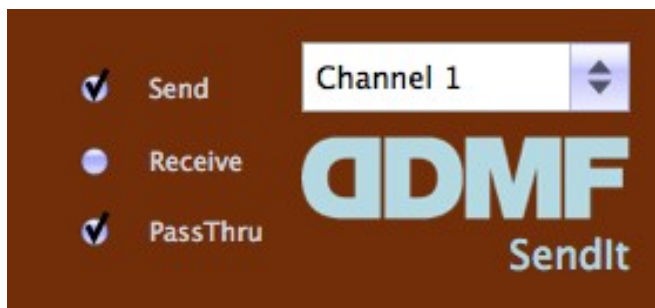 Send
Channel 1
Receive
PassThru
DDMF
SendIt